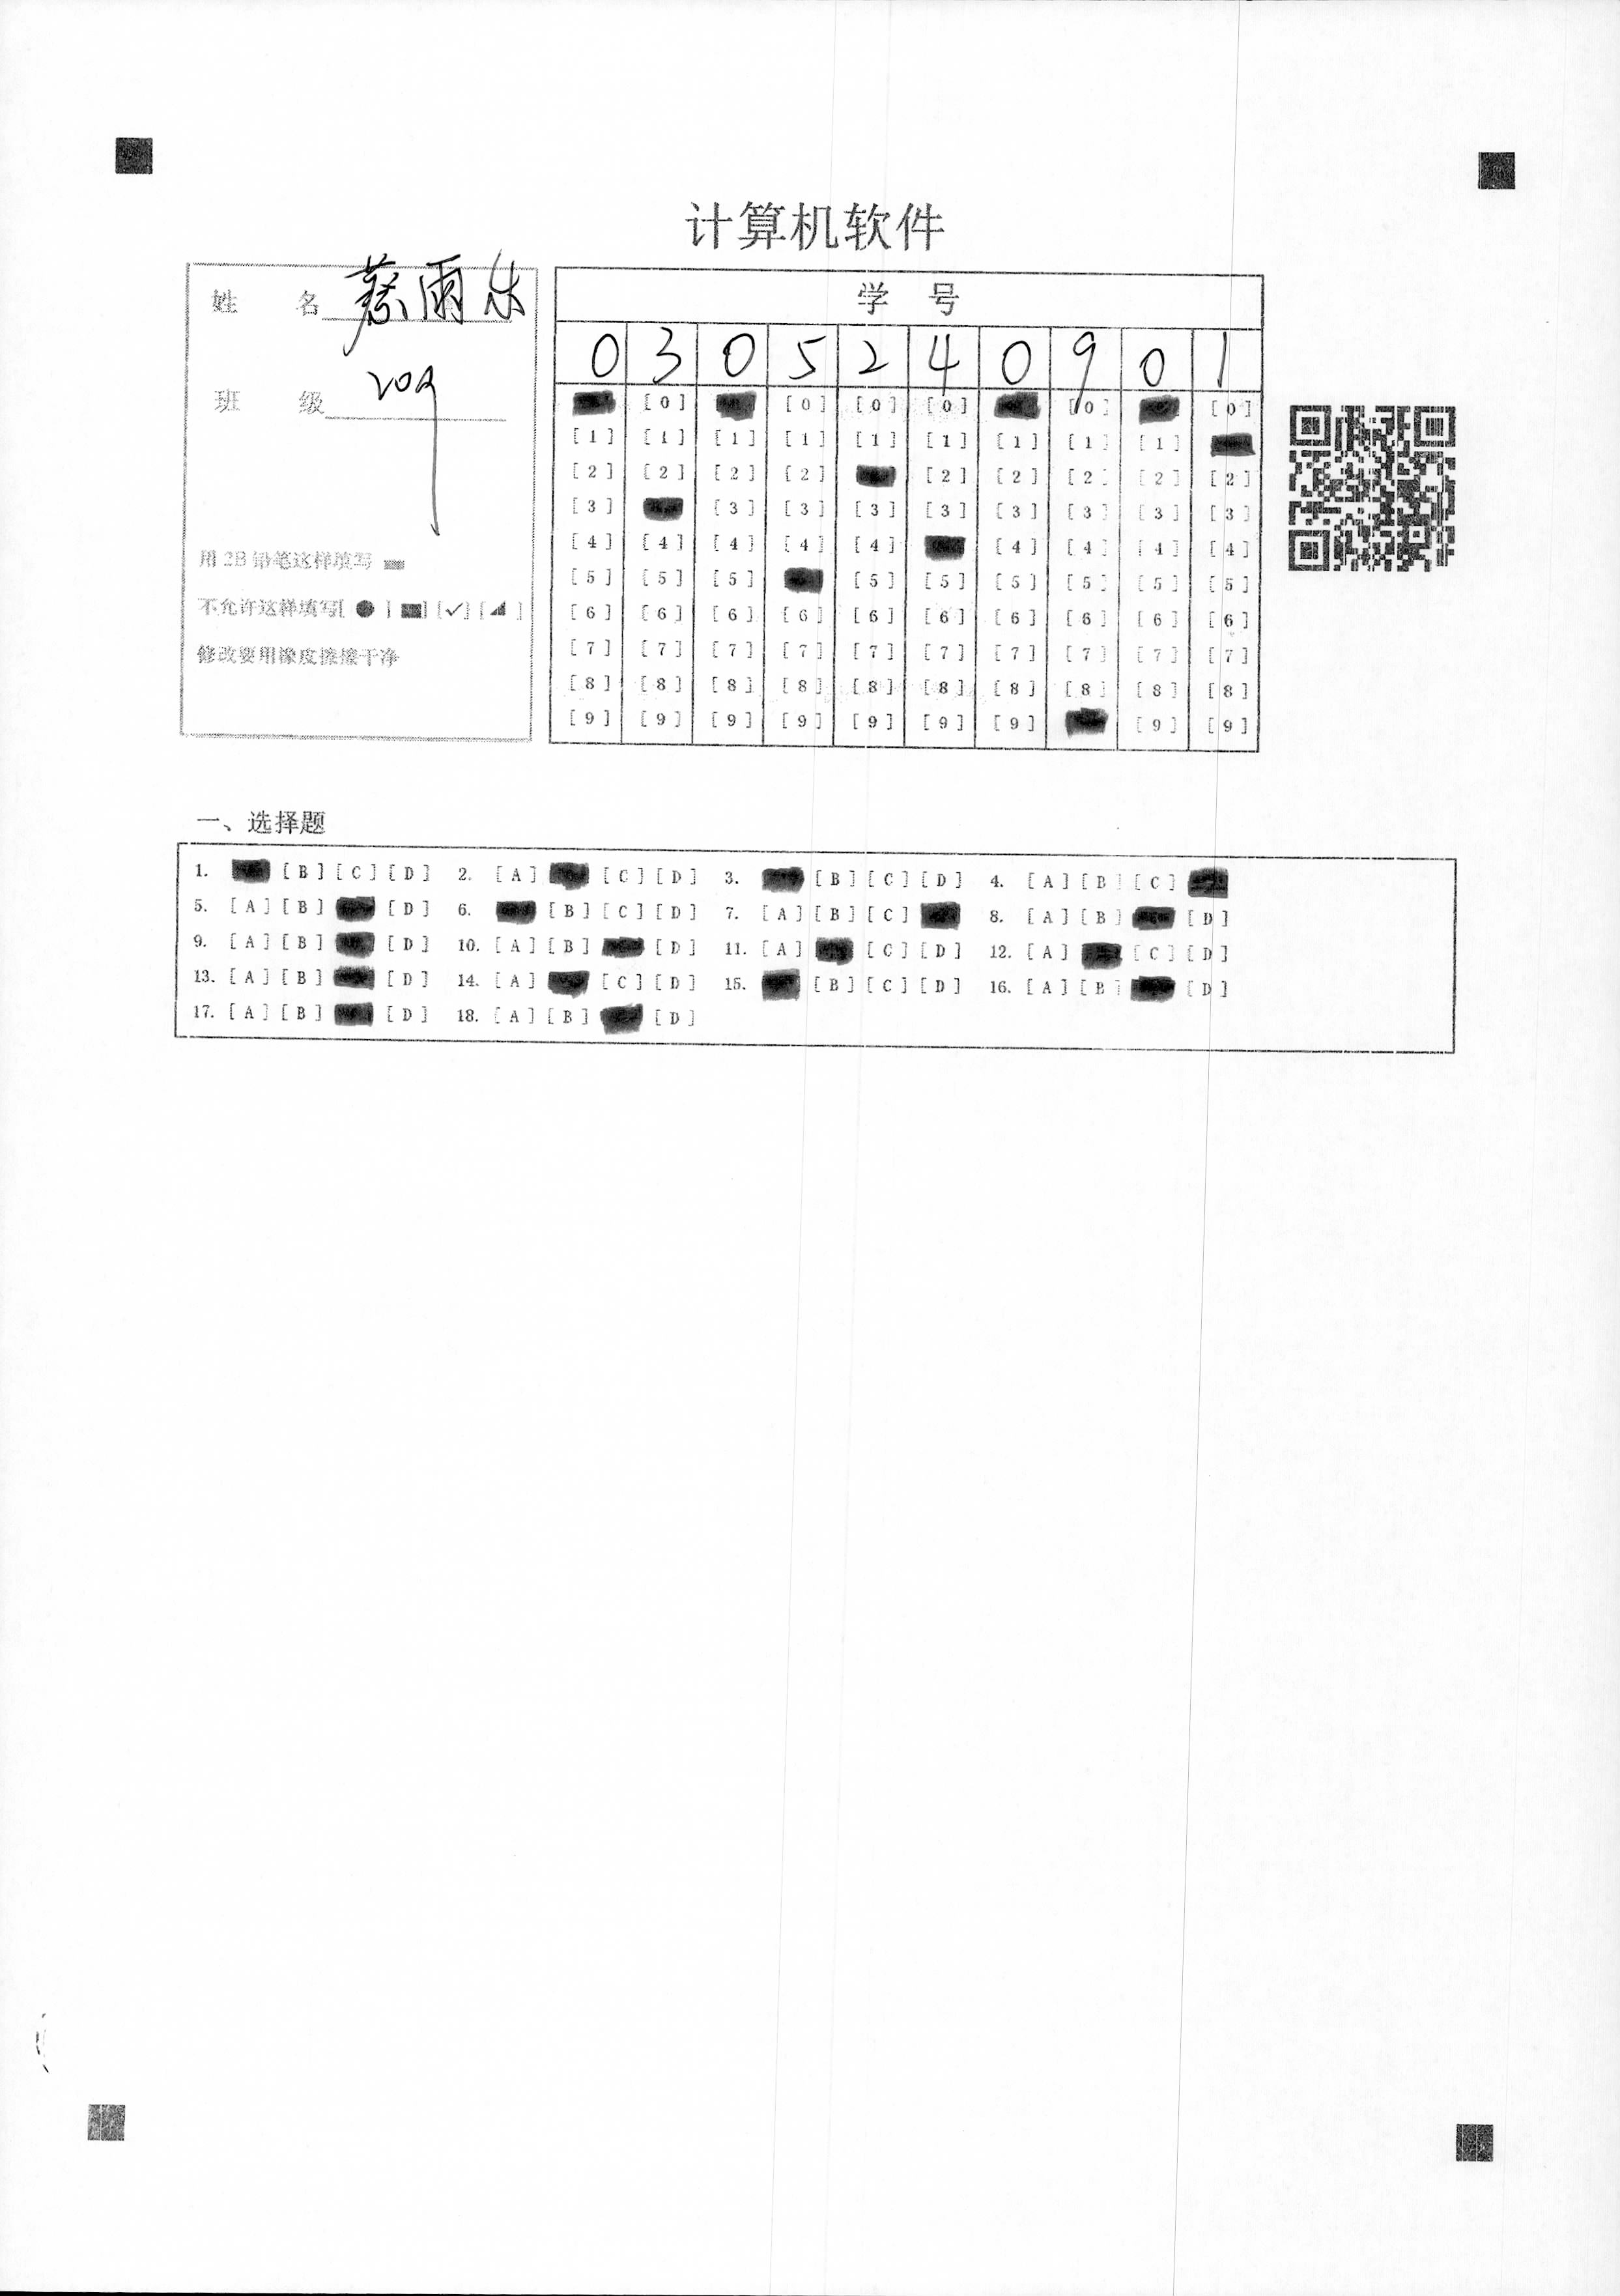 计算机软件
姓 名 雨乐
班 级 209
用 2B 铅笔这样填写
不允许这样填写[ ● ] [■] [✓] [◢ ]
修改要用橡皮擦擦干净
学 号
0 3 0 5 2 4 0 9 0 1
[0] [0] [0] [0] [0]
[1] [1] [1] [1] [1] [1] [1] [1] [1]
[2] [2] [2] [2] [2] [2] [2] [2] [2]
[3] [3] [3] [3] [3] [3] [3] [3] [3]
[4] [4] [4] [4] [4] [4] [4] [4] [4]
[5] [5] [5] [5] [5] [5] [5] [5] [5]
[6] [6] [6] [6] [6] [6] [6] [6] [6] [6]
[7] [7] [7] [7] [7] [7] [7] [7] [7] [7]
[8] [8] [8] [8] [8] [8] [8] [8] [8] [8]
[9] [9] [9] [9] [9] [9] [9] [9] [9]
一、选择题
1. [B] [C] [D] 2. [A] [C] [D] 3. [B] [C] [D] 4. [A] [B] [C]
5. [A] [B] [D] 6. [B] [C] [D] 7. [A] [B] [C] 8. [A] [B] [D]
9. [A] [B] [D] 10. [A] [B] [D] 11. [A] [C] [D] 12. [A] [C] [D]
13. [A] [B] [D] 14. [A] [C] [D] 15. [B] [C] [D] 16. [A] [B] [D]
17. [A] [B] [D] 18. [A] [B] [D]